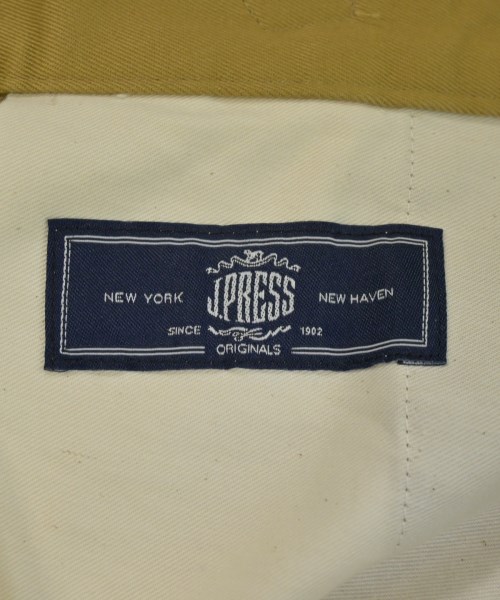 J.PRESS
NEW YORK NEW HAVEN
SINCE 1902
ORIGINALS